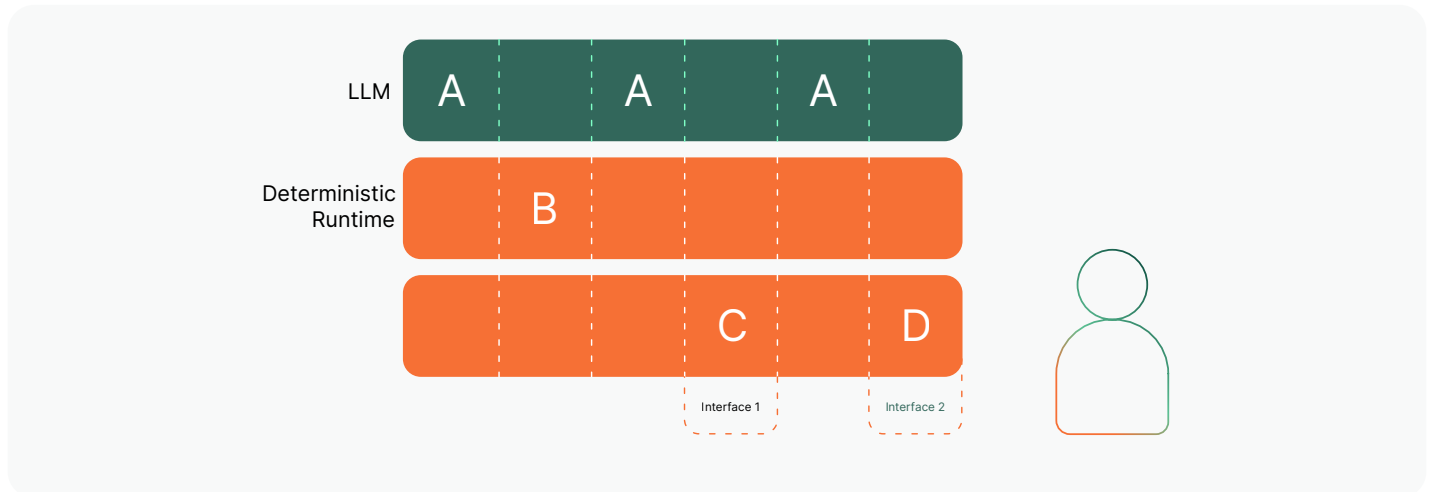 LLM
A
A
A
Deterministic
Runtime
B
C
D
Interface 1
Interface 2